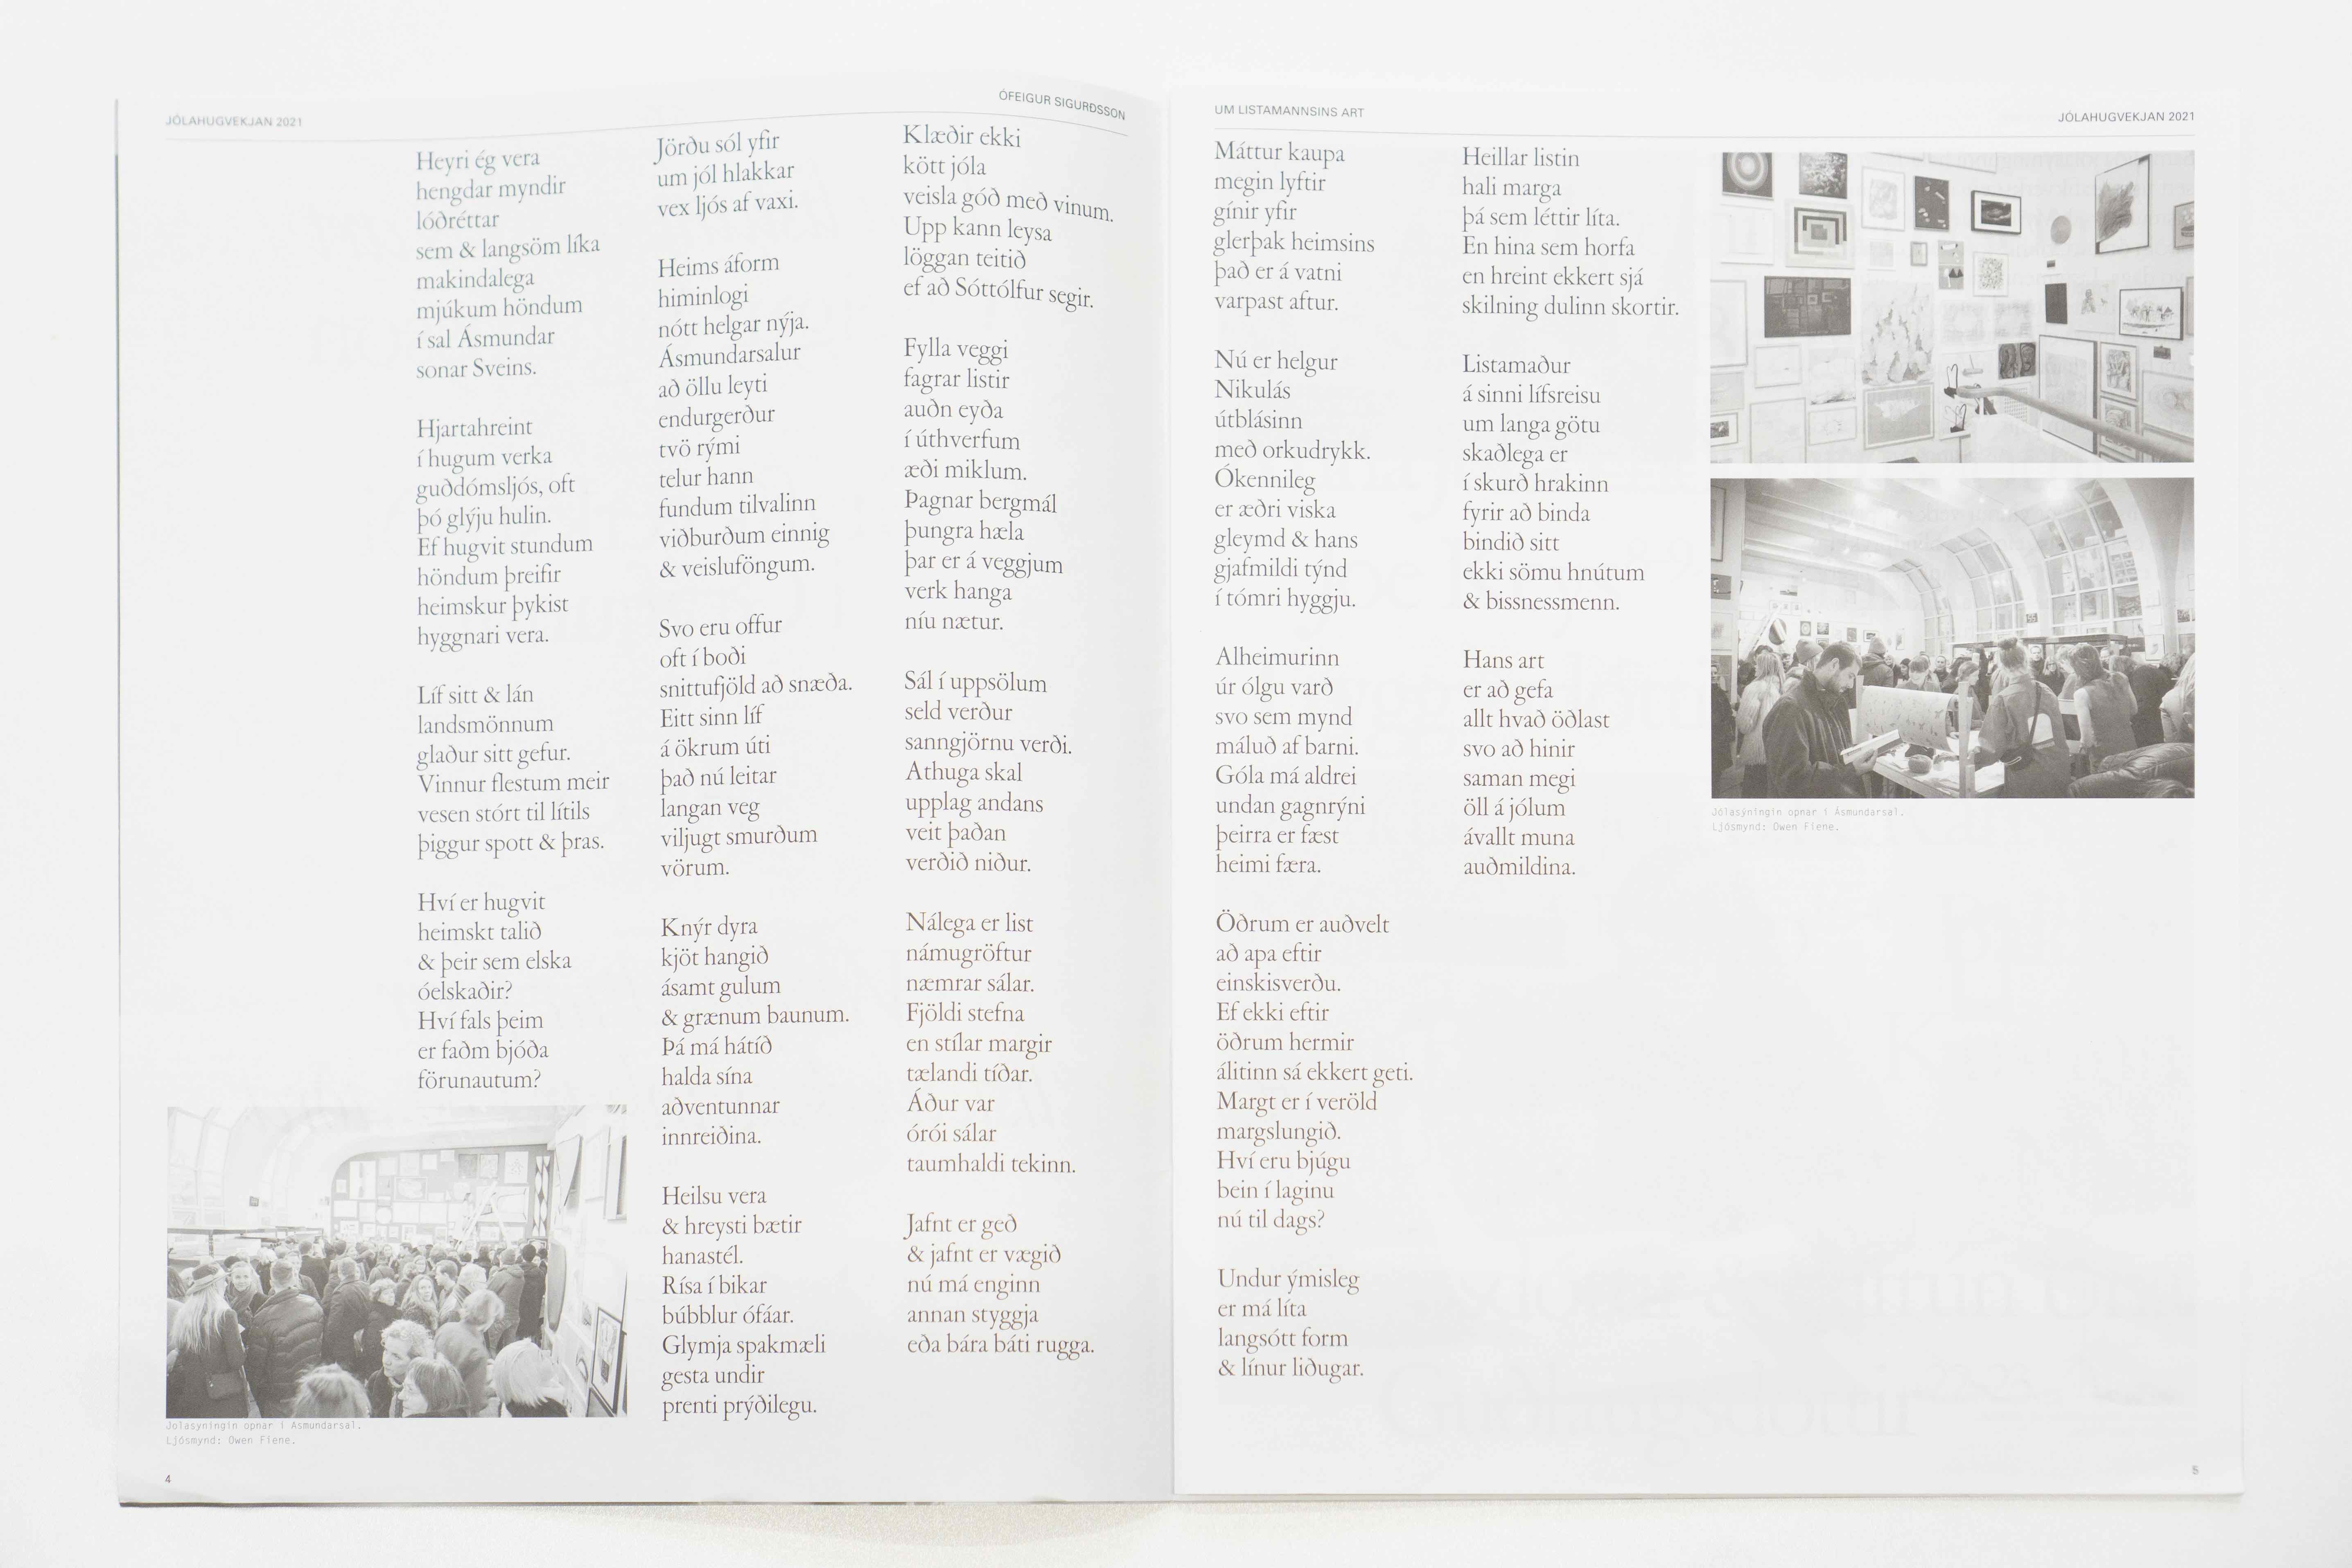 JÓLAHUGVEKJAN 2021
ÓFEIGUR SIGURÐSSON
Heyri ég vera
hengdar myndir
lóðréttar
sem & langsöm líka
makindalega
mjúkum höndum
í sal Ásmundar
sonar Sveins.
Hjartahreint
í hugum verka
guðdómsljós, oft
þó glýju hulin.
Ef hugvit stundum
höndum þreifir
heimskur þykist
hyggnari vera.
Líf sitt & lán
landsmönnum
glaður sitt gefur.
Vinnur flestum meir
vesen stórt til lítils
þiggur spott & þras.
Hví er hugvit
heimskt talið
& þeir sem elska
óelskaðir?
Hví fals þeim
er faðm bjóða
förunautum?
Jólasýningin opnar í Ásmundarsal.
Ljósmynd: Owen Fiene.
4
Jörðu sól yfir
um jól hlakkar
vex ljós af vaxi.
Heims áform
himinlogi
nótt helgar nýja.
Ásmundarsalur
að öllu leyti
endurgerður
tvö rými
telur hann
fundum tilvalinn
viðburðum einnig
& veisluföngum.
Svo eru offur
oft í boði
snittufjöld að snæða.
Eitt sinn líf
á ökrum úti
það nú leitar
langan veg
viljugt smurðum
vörum.
Knýr dyra
kjöt hangið
ásamt gulum
& grænum baunum.
Þá má hátíð
halda sína
aðventunnar
innreiðina.
Heilsu vera
& hreysti bætir
hanastél.
Rísa í bikar
búbblur ófáar.
Glymja spakmæli
gesta undir
prenti prýðilegu.
Klæðir ekki
kött jóla
veisla góð með vinum.
Upp kann leysa
löggan teitið
ef að Sóttólfur segir.
Fylla veggi
fagrar listir
auðn eyða
í úthverfum
æði miklum.
Þagnar bergmál
þungra hæla
þar er á veggjum
verk hanga
níu nætur.
Sál í uppsölum
seld verður
sanngjörnu verði.
Athuga skal
upplag andans
veit þaðan
verðið niður.
Nálega er list
námugröftur
næmrar sálar.
Fjöldi stefna
en stílar margir
tælandi tíðar.
Áður var
órói sálar
taumhaldi tekinn.
Jafnt er geð
& jafnt er vægið
nú má enginn
annan styggja
eða bára báti rugga.
UM LISTAMANNSINS ART
JÓLAHUGVEKJAN 2021
Máttur kaupa
megin lyftir
gínir yfir
glerþak heimsins
það er á vatni
varpast aftur.
Nú er helgur
Nikulás
útblásinn
með orkudrykk.
Ókennileg
er æðri viska
gleymd & hans
gjafmildi týnd
í tómri hyggju.
Alheimurinn
úr ólgu varð
svo sem mynd
máluð af barni.
Góla má aldrei
undan gagnrýni
þeirra er fæst
heimi færa.
Öðrum er auðvelt
að apa eftir
einskisverðu.
Ef ekki eftir
öðrum hermir
álitinn sá ekkert geti.
Margt er í veröld
margslungið.
Hví eru bjúgu
bein í laginu
nú til dags?
Undur ýmisleg
er má líta
langsótt form
& línur liðugar.
Heillar listin
hali marga
þá sem léttir líta.
En hina sem horfa
en hreint ekkert sjá
skilning dulinn skortir.
Listamaður
á sinni lífsreisu
um langa götu
skaðlega er
í skurð hrakinn
fyrir að binda
bindið sitt
ekki sömu hnútum
& bissnessmenn.
Hans art
er að gefa
allt hvað öðlast
svo að hinir
saman megi
öll á jólum
ávallt muna
auðmildina.
Jólasýningin opnar í Ásmundarsal.
Ljósmynd: Owen Fiene.
5